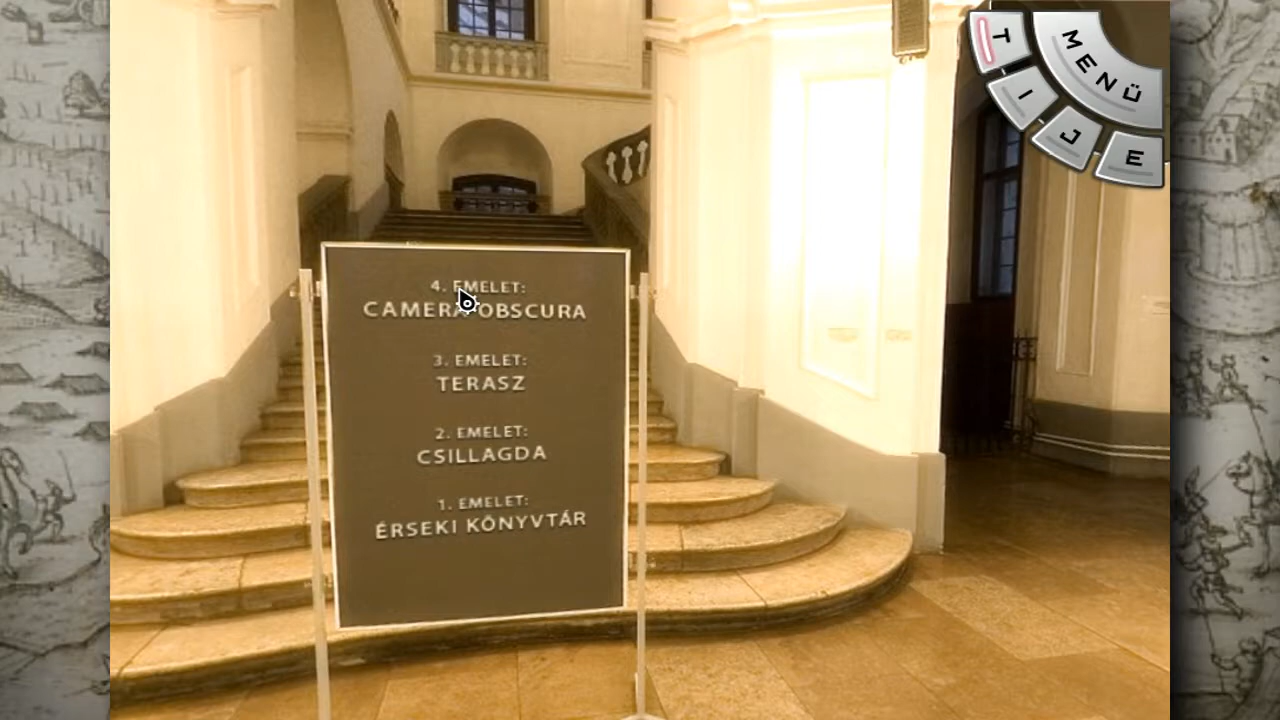 MENÜ
T
I
J
E
4. EMELET:
CAMERA OBSCURA
3. EMELET:
TERASZ
2. EMELET:
CSILLAGDA
1. EMELET:
ÉRSEKI KÖNYVTÁR